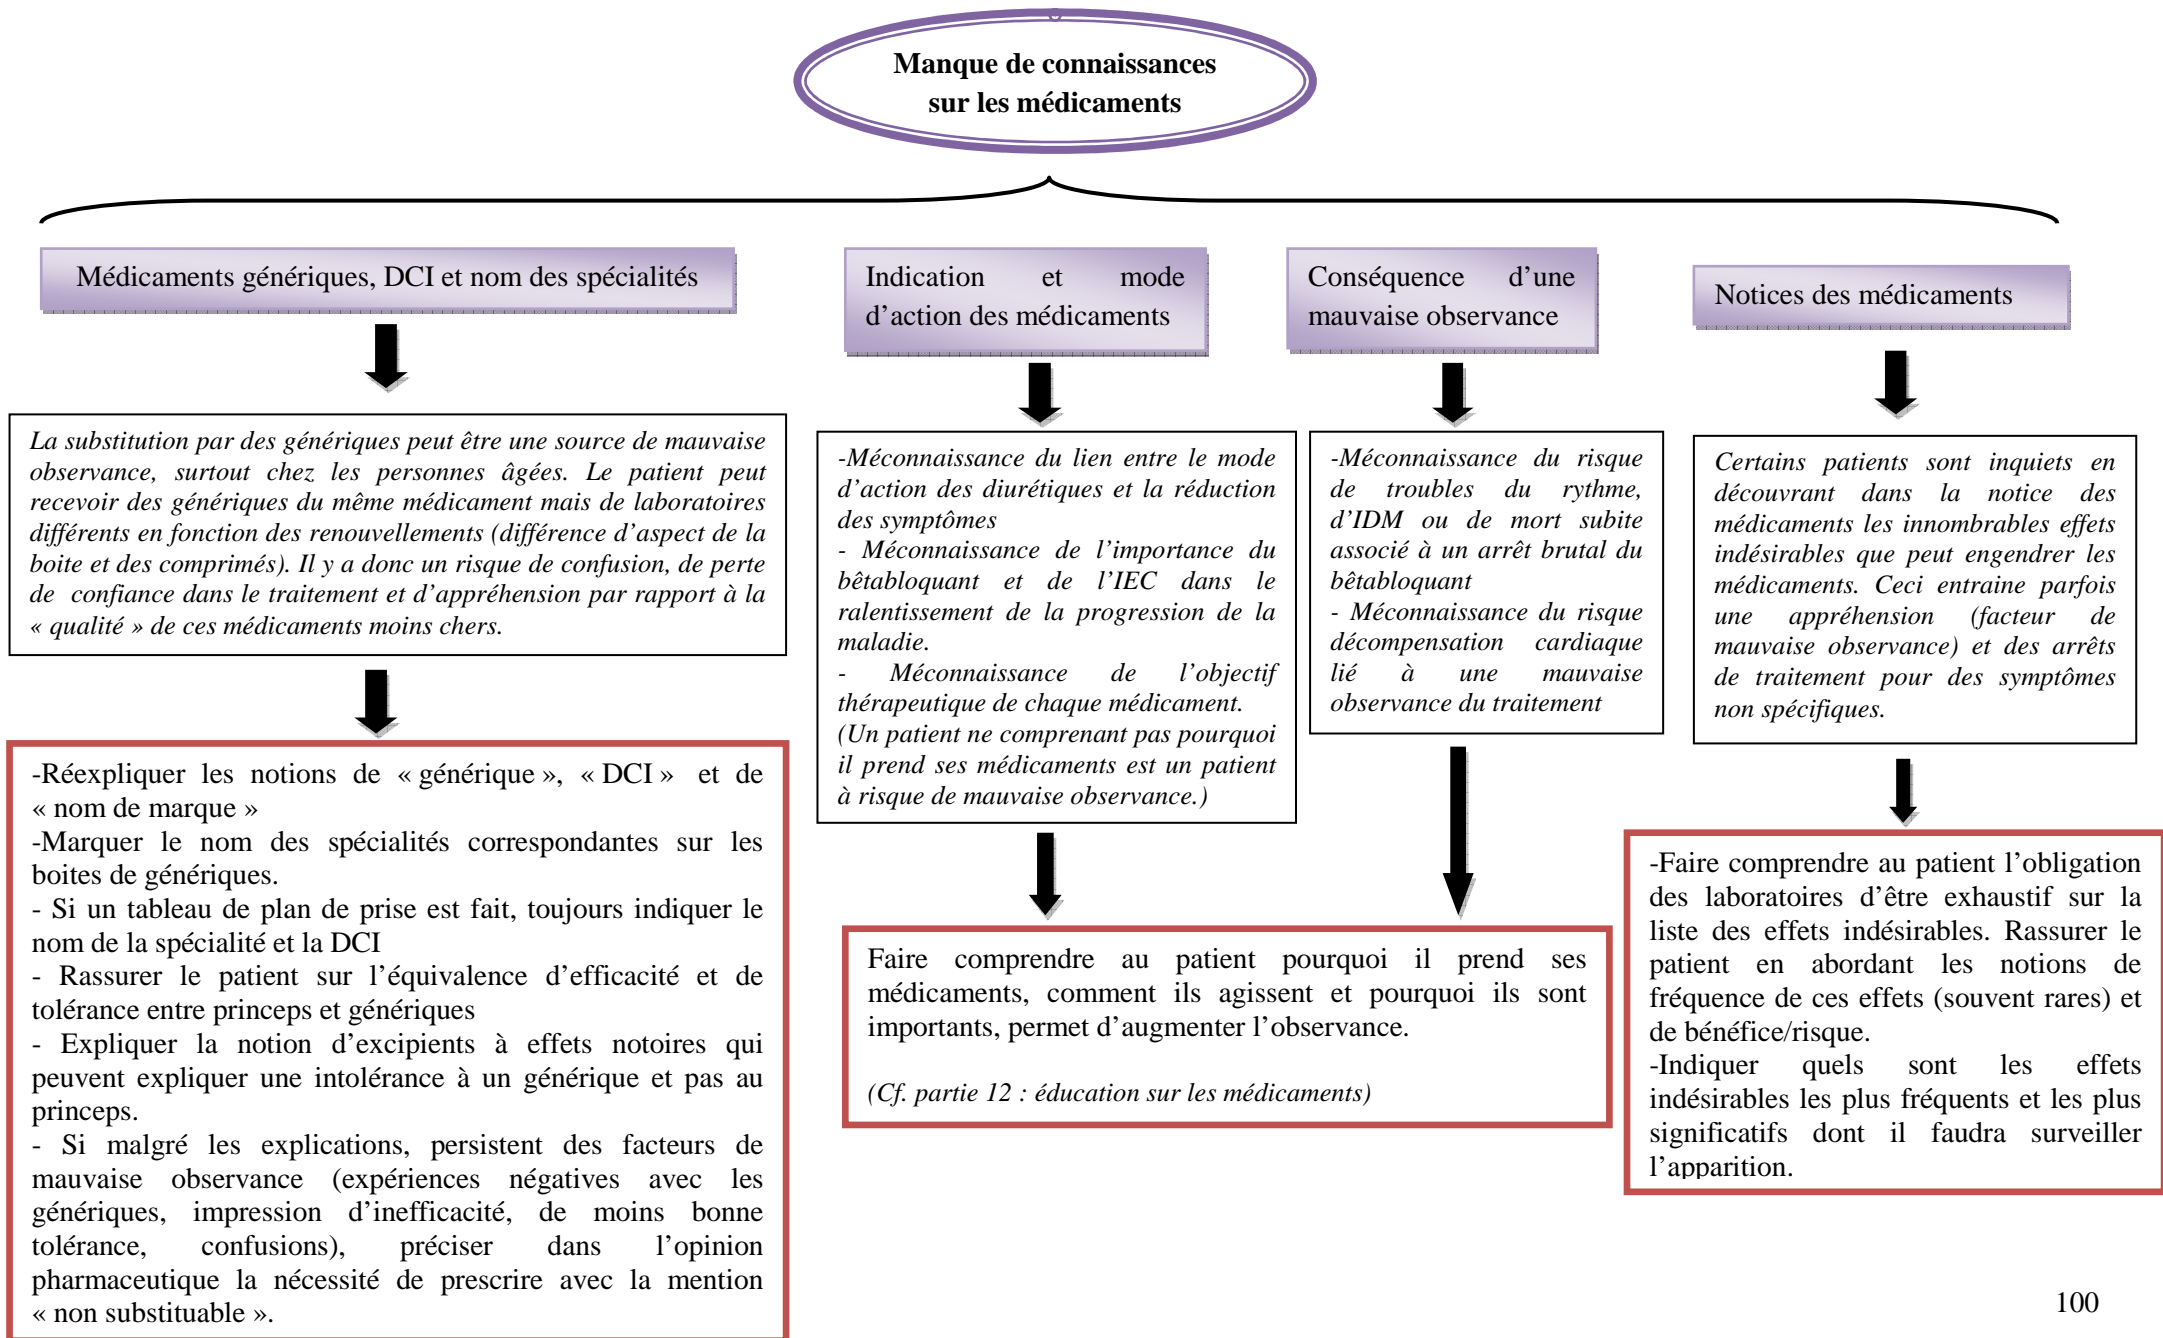 Manque de connaissances
sur les médicaments
Médicaments génériques, DCI et nom des spécialités
La substitution par des génériques peut être une source de mauvaise
observance, surtout chez les personnes âgées. Le patient peut
recevoir des génériques du même médicament mais de laboratoires
différents en fonction des renouvellements (différence d’aspect de la
boite et des comprimés). Il y a donc un risque de confusion, de perte
de confiance dans le traitement et d’appréhension par rapport à la
« qualité » de ces médicaments moins chers.
-Réexpliquer les notions de « générique », « DCI » et de
« nom de marque »
-Marquer le nom des spécialités correspondantes sur les
boites de génériques.
- Si un tableau de plan de prise est fait, toujours indiquer le
nom de la spécialité et la DCI
- Rassurer le patient sur l’équivalence d’efficacité et de
tolérance entre princeps et génériques
- Expliquer la notion d’excipients à effets notoires qui
peuvent expliquer une intolérance à un générique et pas au
princeps.
- Si malgré les explications, persistent des facteurs de
mauvaise observance (expériences négatives avec les
génériques, impression d’inefficacité, de moins bonne
tolérance, confusions), préciser dans l’opinion
pharmaceutique la nécessité de prescrire avec la mention
« non substituable ».
Indication et mode
d’action des médicaments
-Méconnaissance du lien entre le mode
d’action des diurétiques et la réduction
des symptômes
- Méconnaissance de l’importance du
bêtabloquant et de l’IEC dans le
ralentissement de la progression de la
maladie.
- Méconnaissance de l’objectif
thérapeutique de chaque médicament.
(Un patient ne comprenant pas pourquoi
il prend ses médicaments est un patient
à risque de mauvaise observance.)
Conséquence d’une
mauvaise observance
-Méconnaissance du risque
de troubles du rythme,
d’IDM ou de mort subite
associé à un arrêt brutal du
bêtabloquant
- Méconnaissance du risque
décompensation cardiaque
lié à une mauvaise
observance du traitement
Faire comprendre au patient pourquoi il prend ses
médicaments, comment ils agissent et pourquoi ils sont
importants, permet d’augmenter l’observance.
(Cf. partie 12 : éducation sur les médicaments)
Notices des médicaments
Certains patients sont inquiets en
découvrant dans la notice des
médicaments les innombrables effets
indésirables que peut engendrer les
médicaments. Ceci entraine parfois
une appréhension (facteur de
mauvaise observance) et des arrêts
de traitement pour des symptômes
non spécifiques.
-Faire comprendre au patient l’obligation
des laboratoires d’être exhaustif sur la
liste des effets indésirables. Rassurer le
patient en abordant les notions de
fréquence de ces effets (souvent rares) et
de bénéfice/risque.
-Indiquer quels sont les effets
indésirables les plus fréquents et les plus
significatifs dont il faudra surveiller
l’apparition.
100